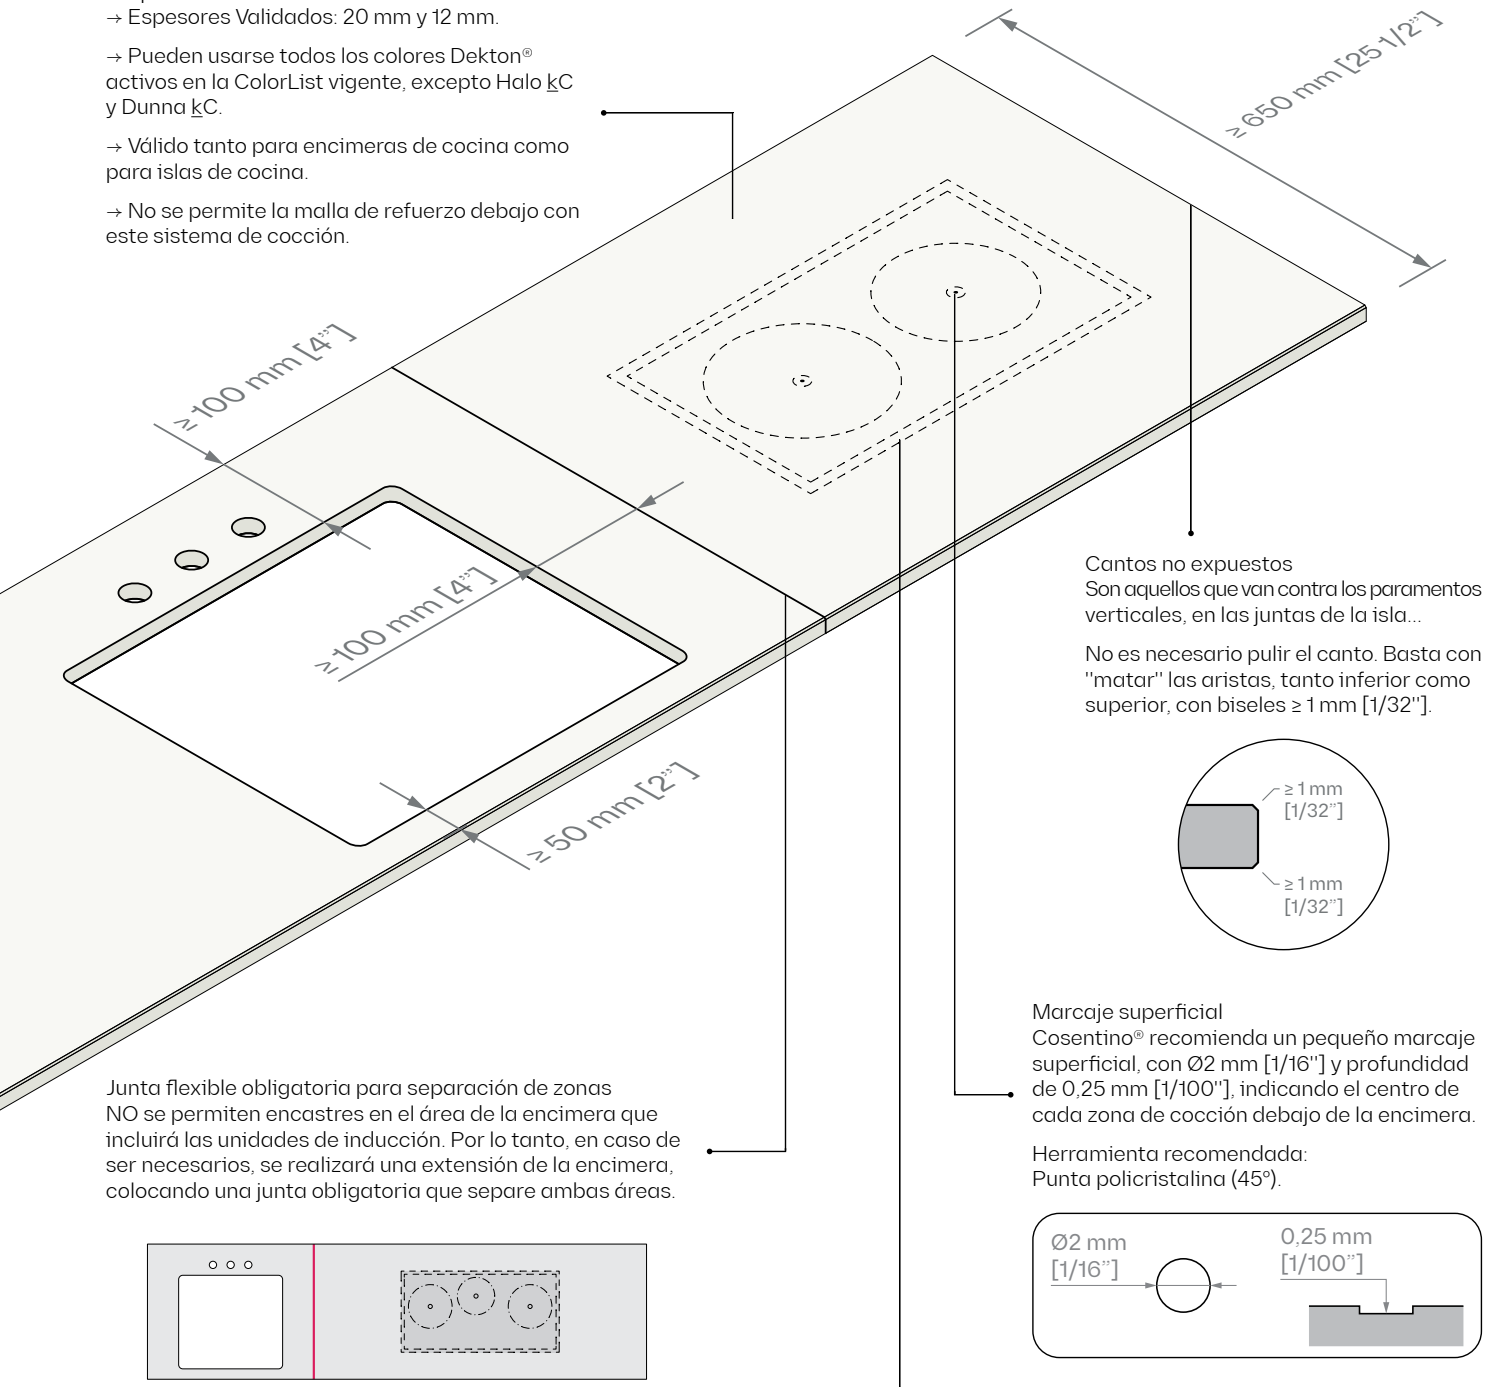 → Espesores Validados: 20 mm y 12 mm.
→ Pueden usarse todos los colores Dekton®
activos en la ColorList vigente, excepto Halo kC
y Dunna kC.
→ Válido tanto para encimeras de cocina como
para islas de cocina.
→ No se permite la malla de refuerzo debajo con
este sistema de cocción.
≥ 650 mm [25 1/2”]
≥ 100 mm [4”]
≥ 100 mm [4”]
≥ 50 mm [2”]
Cantos no expuestos
Son aquellos que van contra los paramentos
verticales, en las juntas de la isla...
No es necesario pulir el canto. Basta con
"matar" las aristas, tanto inferior como
superior, con biseles ≥ 1 mm [1/32"].
≥ 1 mm
[1/32”]
≥ 1 mm
[1/32”]
Marcaje superficial
Cosentino® recomienda un pequeño marcaje
superficial, con Ø2 mm [1/16"] y profundidad
de 0,25 mm [1/100"], indicando el centro de
cada zona de cocción debajo de la encimera.
Herramienta recomendada:
Punta policristalina (45º).
Ø2 mm
[1/16”]
0,25 mm
[1/100”]
Junta flexible obligatoria para separación de zonas
NO se permiten encastres en el área de la encimera que
incluirá las unidades de inducción. Por lo tanto, en caso de
ser necesarios, se realizará una extensión de la encimera,
colocando una junta obligatoria que separe ambas áreas.